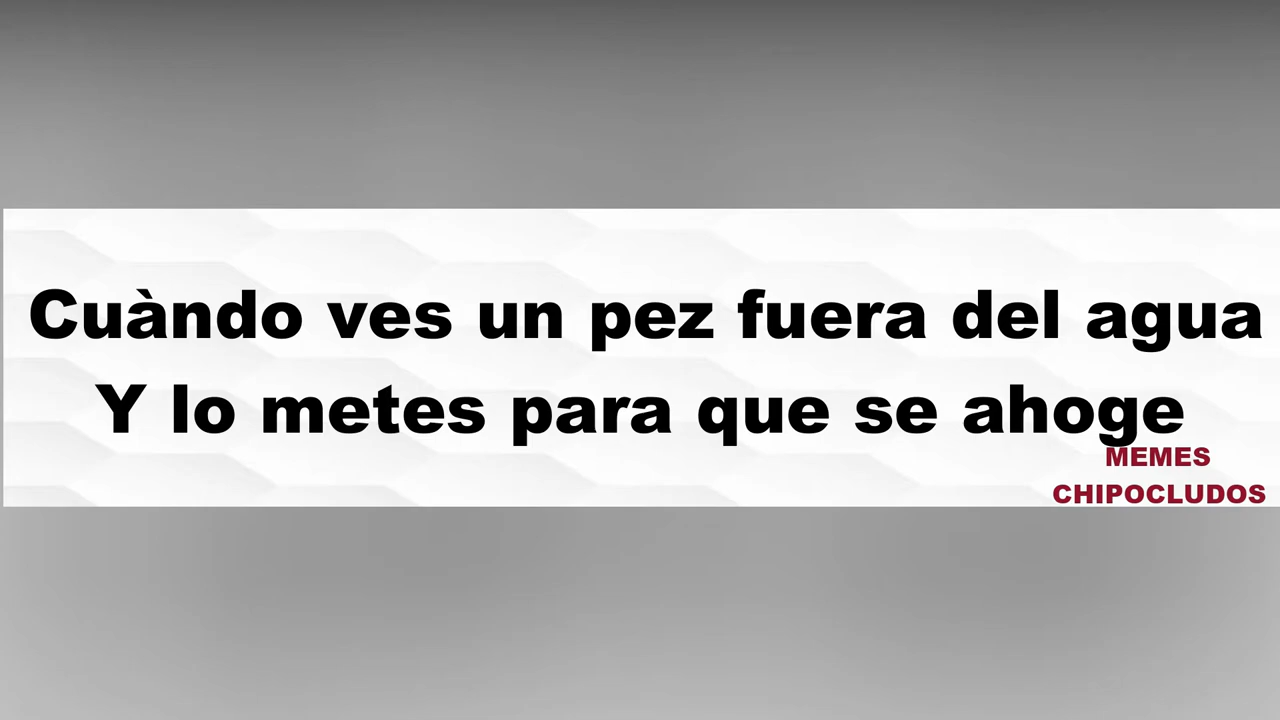 Cuàndo ves un pez fuera del agua
Y lo metes para que se ahoge
MEMES
CHIPOCLUDOS